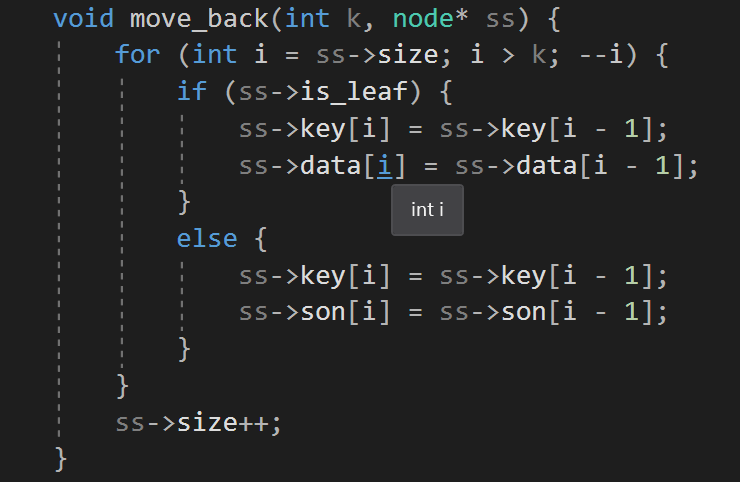 void move_back(int k, node* ss) {
for (int i = ss->size; i > k; --i) {
if (ss->is_leaf) {
ss->key[i] = ss->key[i - 1];
ss->data[i] = ss->data[i - 1];
}
int i
else {
ss->key[i] = ss->key[i - 1];
ss->son[i] = ss->son[i - 1];
}
}
ss->size++;
}